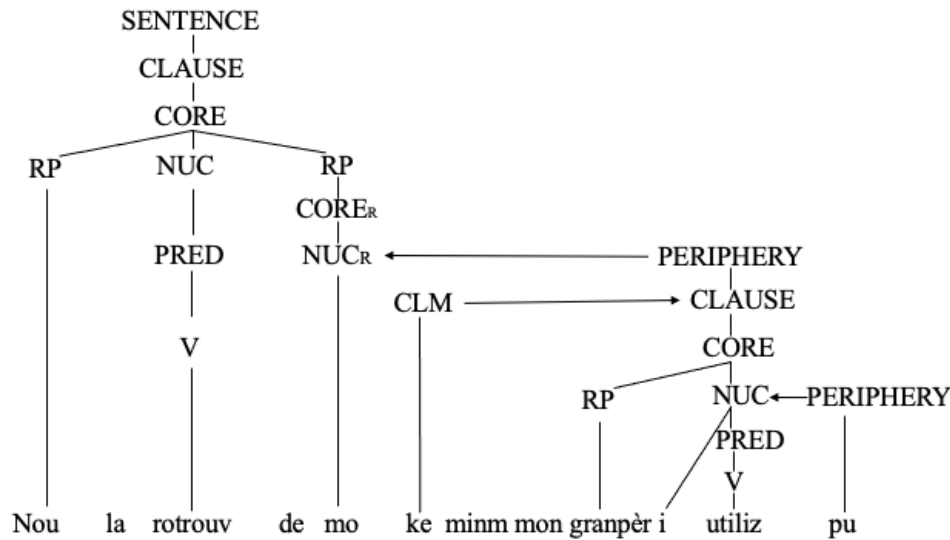 SENTENCE
CLAUSE
CORE
RP NUC RP
CORER
PRED NUCR PERIPHERY
CLM CLAUSE
V CORE
RP NUC PERIPHERY
PRED
V
Nou la rotrouv de mo ke minm mon granpèr i utiliz pu